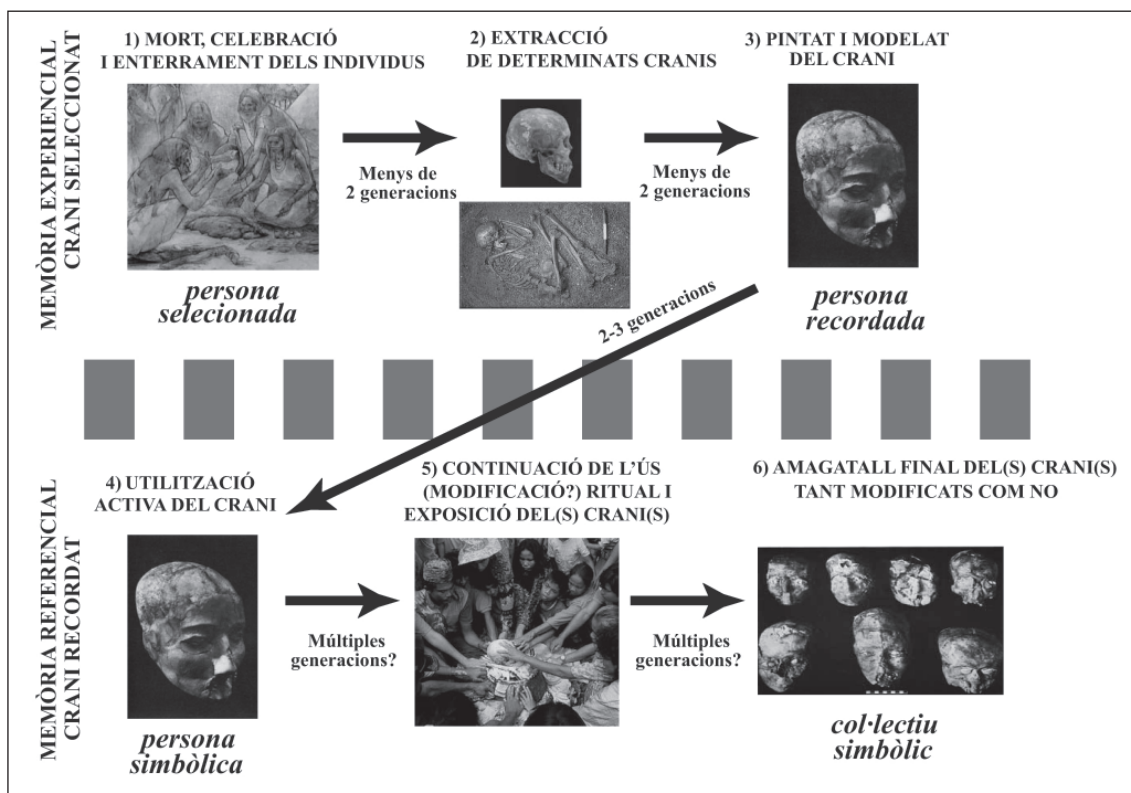 MEMÒRIA EXPERIENCIAL
CRANI SELECCIONAT
1) MORT, CELEBRACIÓ
I ENTERRAMENT DELS INDIVIDUS
persona
selecionada
Menys de
2 generacions
2) EXTRACCIÓ
DE DETERMINATS CRANIS
Menys de
2 generacions
3) PINTAT I MODELAT
DEL CRANI
persona
recordada
2-3 generacions
MEMÒRIA REFERENCIAL
CRANI RECORDAT
4) UTILITZACIÓ
ACTIVA DEL CRANI
persona
simbòlica
Múltiples
generacions?
5) CONTINUACIÓ DE L’ÚS
(MODIFICACIÓ?) RITUAL I
EXPOSICIÓ DEL(S) CRANI(S)
Múltiples
generacions?
6) AMAGATALL FINAL DEL(S) CRANI(S)
TANT MODIFICATS COM NO
col·lectiu
simbòlic